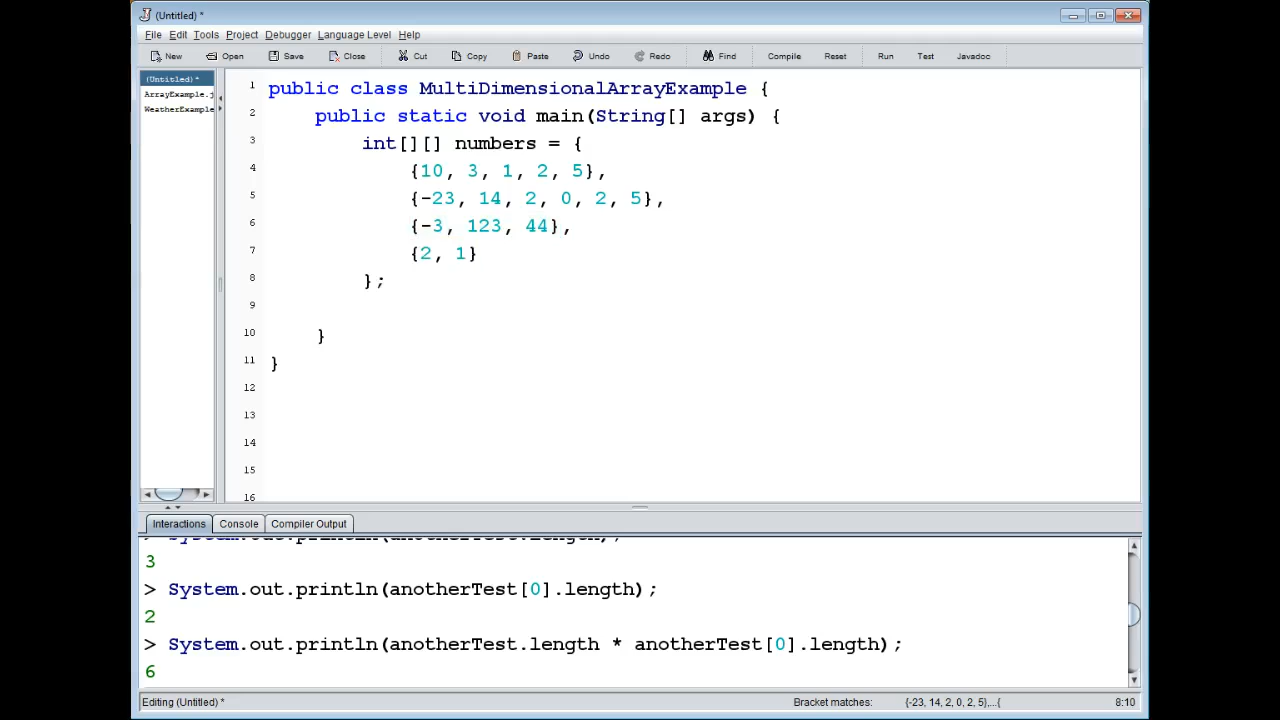 (Untitled) *
File Edit Tools Project Debugger Language Level Help
New Open Save Close Cut Copy Paste Undo Redo Find Compile Reset Run Test Javadoc
(Untitled) *
ArrayExample.j
WeatherExample
1 public class MultiDimensionalArrayExample {
2 public static void main(String[] args) {
3 int[][] numbers = {
4 {10, 3, 1, 2, 5},
5 {-23, 14, 2, 0, 2, 5},
6 {-3, 123, 44},
7 {2, 1}
8 };
9
10 }
11 }
12
13
14
15
16
Interactions Console Compiler Output
> System.out.println(anotherTest.length);
3
> System.out.println(anotherTest[0].length);
2
> System.out.println(anotherTest.length * anotherTest[0].length);
6
Editing (Untitled) * Bracket matches: {-23, 14, 2, 0, 2, 5},...{ 8:10